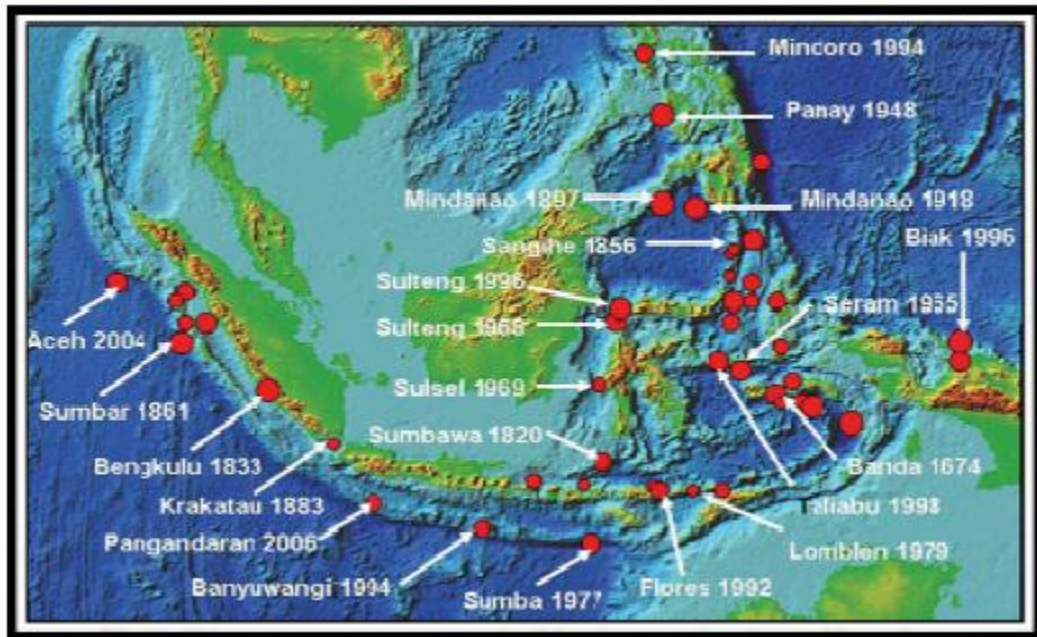 Mincoro 1994
Panay 1948
Mindanao 1897
Mindanao 1918
Sangihe 1856
Biak 1996
Sulteng 1996
Seram 1965
Sulteng 1968
Aceh 2004
Sulsel 1969
Sumbar 1861
Sumbawa 1820
Bengkulu 1833
Banda 1674
Krakatau 1883
aliabu 1998
Pangandaran 2006
Lomblen 1979
Banyuwangi 1994
Flores 1992
Sumba 1977